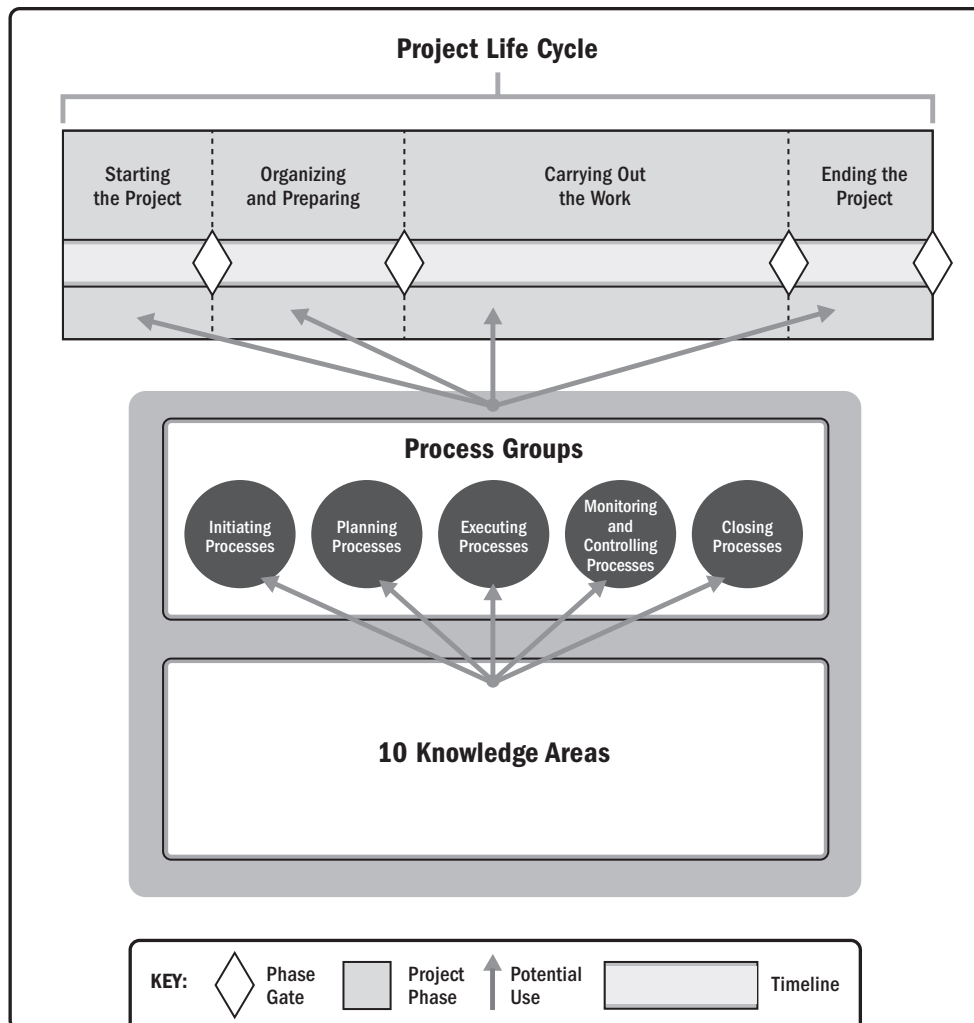 Project Life Cycle
Starting
the Project
Organizing
and Preparing
Carrying Out
the Work
Ending the
Project
Process Groups
Initiating
Processes
Planning
Processes
Executing
Processes
Monitoring
and
Controlling
Processes
Closing
Processes
10 Knowledge Areas
KEY:
Phase
Gate
Project
Phase
Potential
Use
Timeline